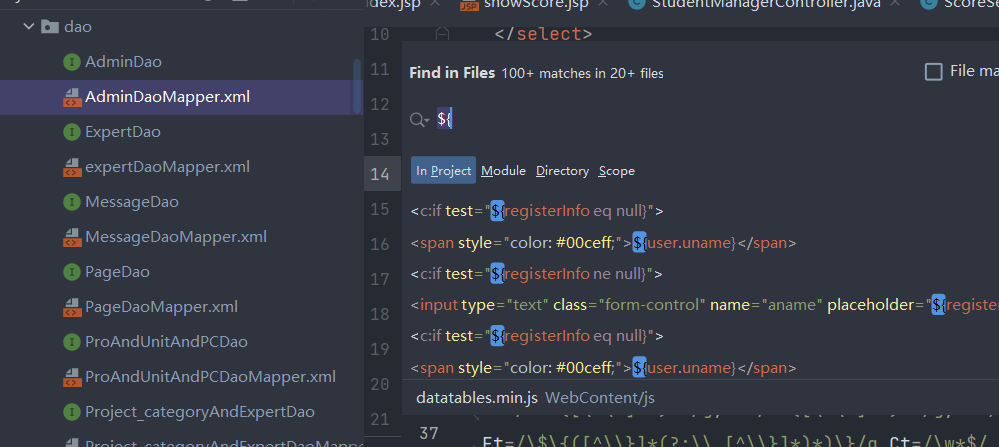 dao
AdminDao
AdminDaoMapper.xml
ExpertDao
expertDaoMapper.xml
MessageDao
MessageDaoMapper.xml
PageDao
PageDaoMapper.xml
ProAndUnitAndPCDao
ProAndUnitAndPCDaoMapper.xml
Project_categoryAndExpertDao
Project_categoryAndExpertDaoMappe
ndex.jsp
showScore.jsp
StudentManagerController.java
ScoreSe
10 </select>
11
12
13
14
15
16
17
18
19
20
21
Find in Files 100+ matches in 20+ files
File ma
${
In Project Module Directory Scope
<c:if test="${registerInfo eq null}">
<span style="color: #00ceff;">${user.uname}</span>
<c:if test="${registerInfo ne null}">
<input type="text" class="form-control" name="aname" placeholder="${register
<c:if test="${registerInfo eq null}">
<span style="color: #00ceff;">${user.uname}</span>
datatables.min.js WebContent/js
37
Et=/\$\{([^\\}]*(?:\\.[^\\}]*)*)\}/g,Ct=/\w*$/,